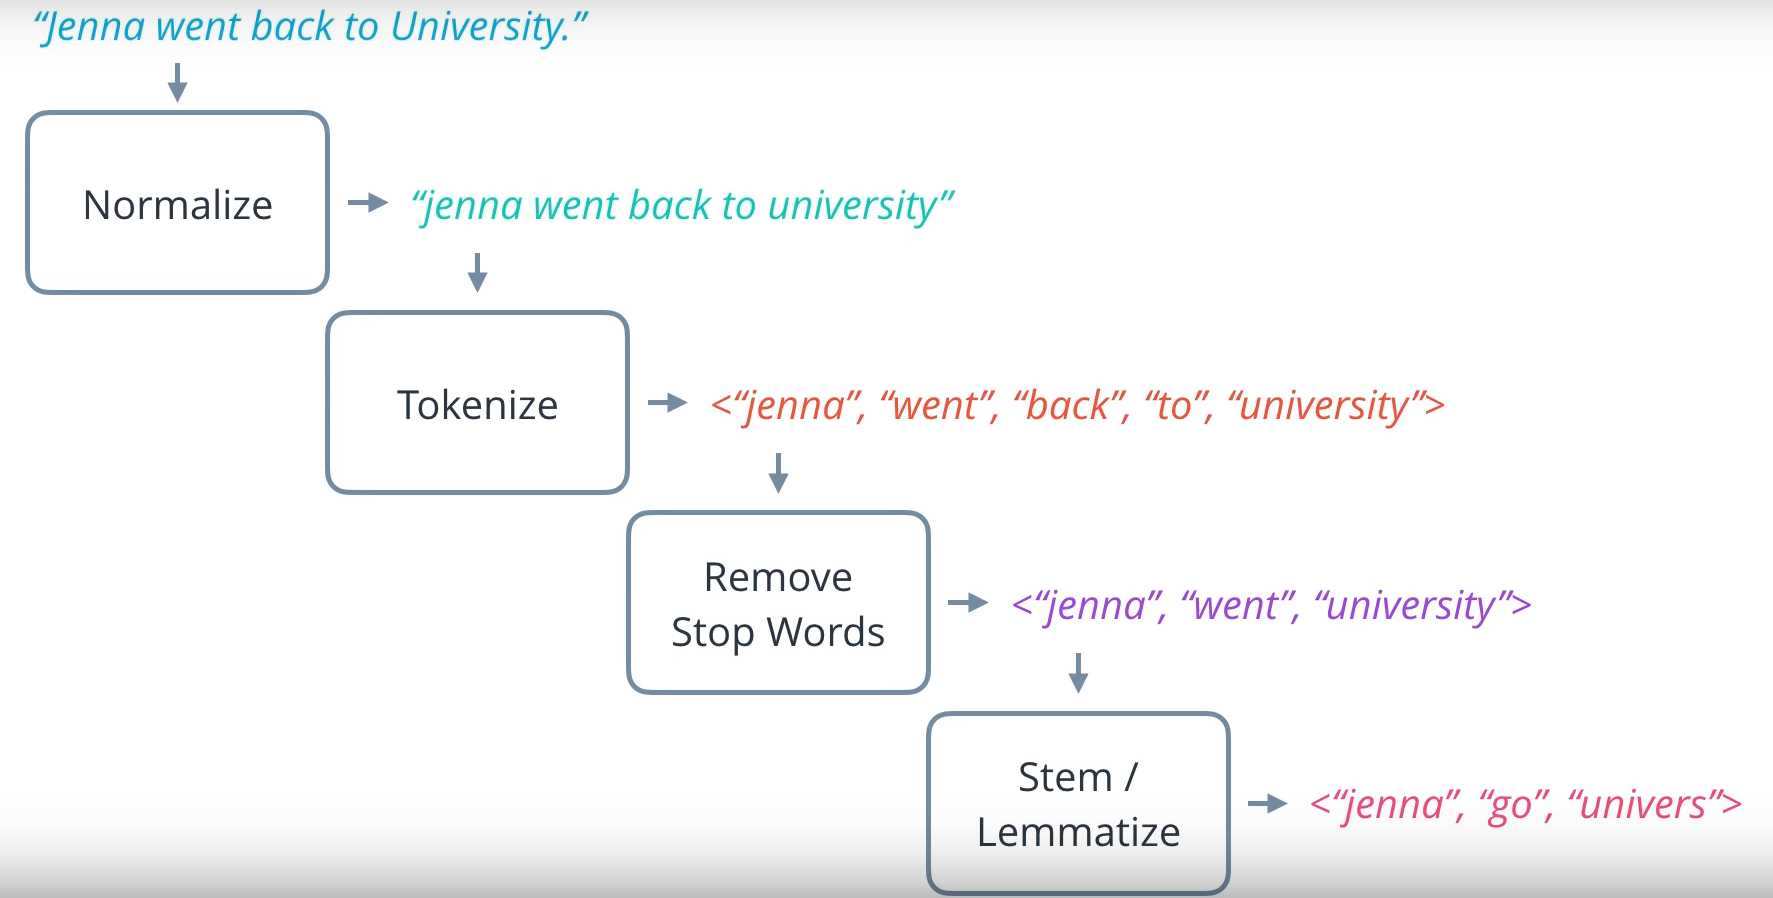 “Jenna went back to University.”
Normalize
“jenna went back to university”
Tokenize
<“jenna”, “went”, “back”, “to”, “university”>
Remove
Stop Words
<“jenna”, “went”, “university”>
Stem /
Lemmatize
<“jenna”, “go”, “univers”>